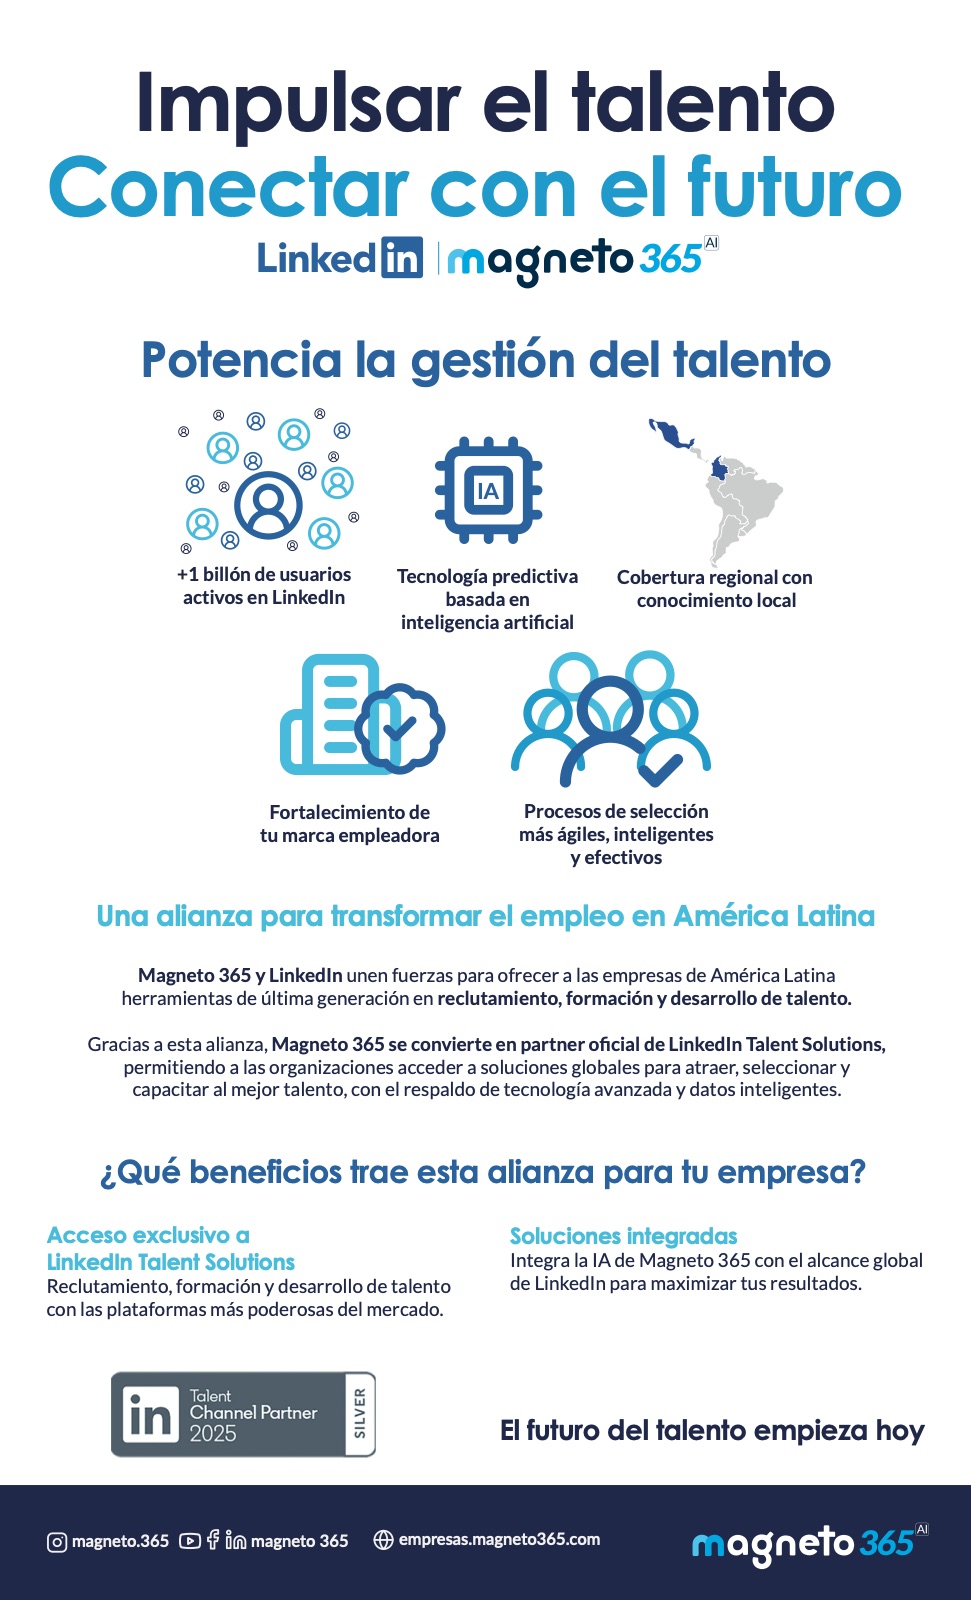 Impulsar el talento
Conectar con el futuro
Linked in | magneto 365 AI
Potencia la gestión del talento
IA
+1 billón de usuarios
activos en LinkedIn
Tecnología predictiva
basada en
inteligencia artificial
Cobertura regional con
conocimiento local
Fortalecimiento de
tu marca empleadora
Procesos de selección
más ágiles, inteligentes
y efectivos
Una alianza para transformar el empleo en América Latina
Magneto 365 y LinkedIn unen fuerzas para ofrecer a las empresas de América Latina
herramientas de última generación en reclutamiento, formación y desarrollo de talento.
Gracias a esta alianza, Magneto 365 se convierte en partner oficial de LinkedIn Talent Solutions,
permitiendo a las organizaciones acceder a soluciones globales para atraer, seleccionar y
capacitar al mejor talento, con el respaldo de tecnología avanzada y datos inteligentes.
¿Qué beneficios trae esta alianza para tu empresa?
Acceso exclusivo a
LinkedIn Talent Solutions
Reclutamiento, formación y desarrollo de talento
con las plataformas más poderosas del mercado.
Soluciones integradas
Integra la IA de Magneto 365 con el alcance global
de LinkedIn para maximizar tus resultados.
in
Talent
Channel Partner
2025
SILVER
El futuro del talento empieza hoy
magneto.365 f in magneto 365 empresas.magneto365.com
magneto 365 AI